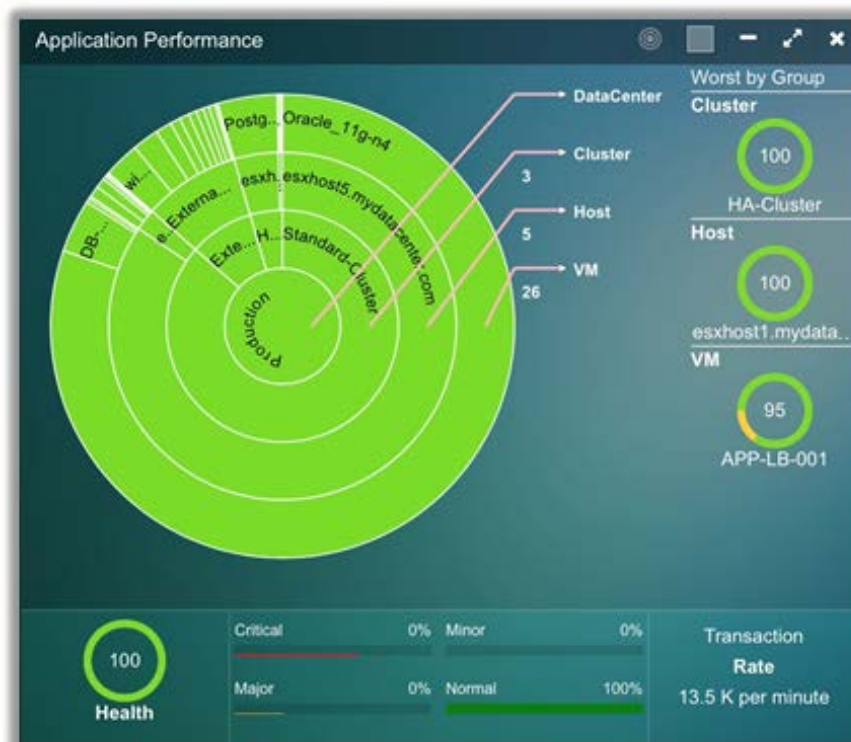 Application Performance
Postg... Oracle_11g-n4
esxh... esxhost5.mydatacenter.com
Exte... H... Standard-Cluster
e.. Externa...
wi...
DB-...
Production
DataCenter
Cluster
3
Host
5
VM
26
Worst by Group
Cluster
100
HA-Cluster
Host
100
esxhost1.mydata...
VM
95
APP-LB-001
100
Health
Critical 0%
Minor 0%
Major 0%
Normal 100%
Transaction
Rate
13.5 K per minute